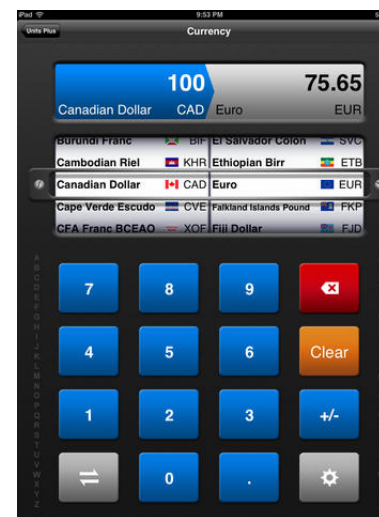 iPad 9:53 PM
Units Plus Currency
100 75.65
Canadian Dollar CAD Euro EUR
Burundi Franc BIF El Salvador Colon SVC
Cambodian Riel KHR Ethiopian Birr ETB
Canadian Dollar CAD Euro EUR
Cape Verde Escudo CVE Falkland Islands Pound FKP
CFA Franc BCEAO XOF Fiji Dollar FJD
A
B
C
D
E
F
G
H
I
J
K
L
M
N
O
P
Q
R
S
T
U
V
W
X
Y
Z
7 8 9
4 5 6 Clear
1 2 3 +/-
0 .